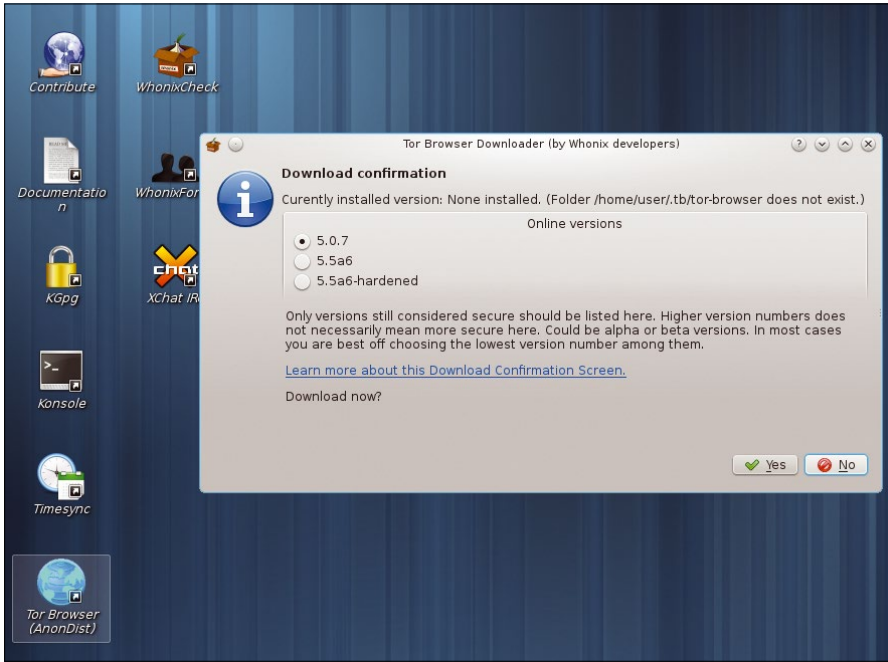 Contribute
WhonixCheck
Documentatio
n
WhonixFor
KGpg
XChat IR
Konsole
Timesync
Tor Browser
(AnonDist)
Tor Browser Downloader (by Whonix developers)
Download confirmation
Curently installed version: None installed. (Folder /home/user/.tb/tor-browser does not exist.)
Online versions
5.0.7
5.5a6
5.5a6-hardened
Only versions still considered secure should be listed here. Higher version numbers does
not necessarily mean more secure here. Could be alpha or beta versions. In most cases
you are best off choosing the lowest version number among them.
Learn more about this Download Confirmation Screen.
Download now?
Yes
No